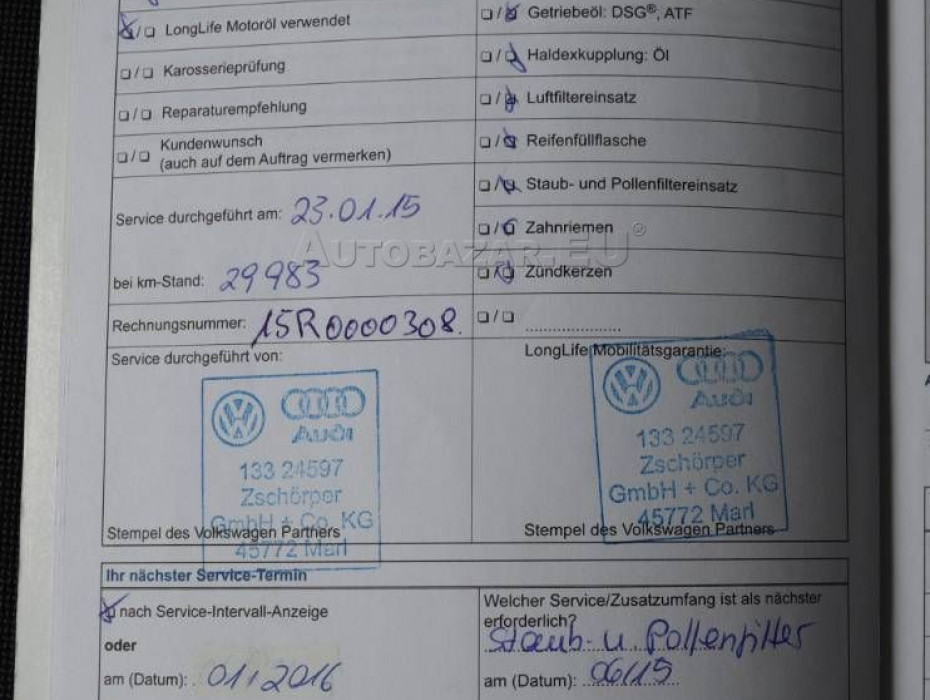 LongLife Motoröl verwendet
Karosserieprüfung
Reparaturempfehlung
Kundenwunsch
(auch auf dem Auftrag vermerken)
Service durchgeführt am: 23.01.15
bei km-Stand: 29983
Rechnungsnummer: 15R0000308.
Service durchgeführt von:
Audi
133 24597
Zschörper
GmbH + Co. KG
Stempel des Volkswagen Partners
45772 Marl
Getriebeöl: DSG®, ATF
Haldexkupplung: Öl
Luftfiltereinsatz
Reifenfüllflasche
Staub- und Pollenfiltereinsatz
Zahnriemen
Zündkerzen
LongLife Mobilitätsgarantie:
Audi
133 24597
Zschörper
GmbH + Co. KG
45772 Marl
Stempel des Volkswagen Partners
AUTOBAZAR.EU®
Ihr nächster Service-Termin
nach Service-Intervall-Anzeige
oder
am (Datum): 01.2016
Welcher Service/Zusatzumfang ist als nächster
erforderlich?
Staub- u. Pollenfilter
am (Datum): 06/15